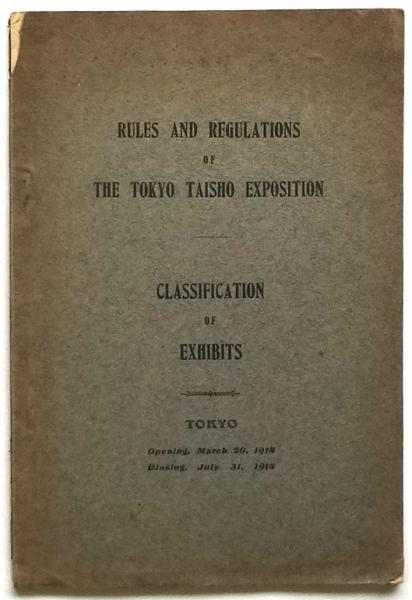 RULES AND REGULATIONS
OF
THE TOKYO TAISHO EXPOSITION
CLASSIFICATION
OF
EXHIBITS
TOKYO
Opening, March 20, 1914
Closing, July 31, 1914